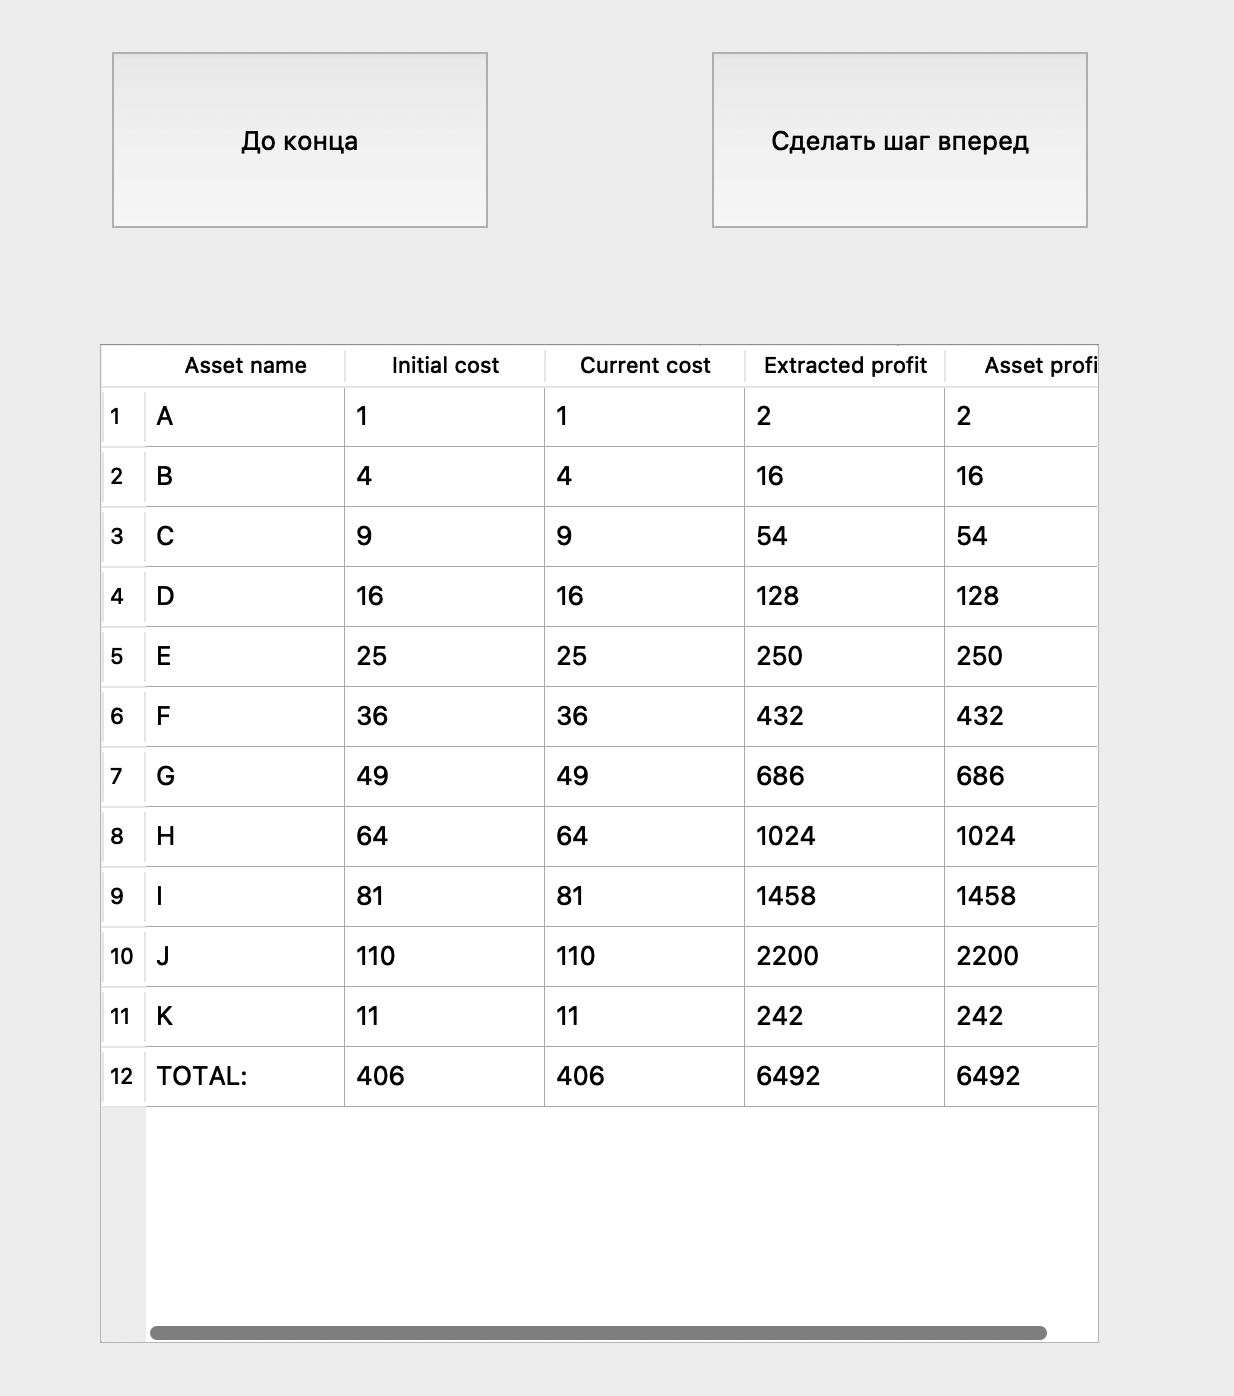 До конца
Сделать шаг вперед
Asset name Initial cost Current cost Extracted profit Asset profi
1 A 1 1 2 2
2 B 4 4 16 16
3 C 9 9 54 54
4 D 16 16 128 128
5 E 25 25 250 250
6 F 36 36 432 432
7 G 49 49 686 686
8 H 64 64 1024 1024
9 I 81 81 1458 1458
10 J 110 110 2200 2200
11 K 11 11 242 242
12 TOTAL: 406 406 6492 6492